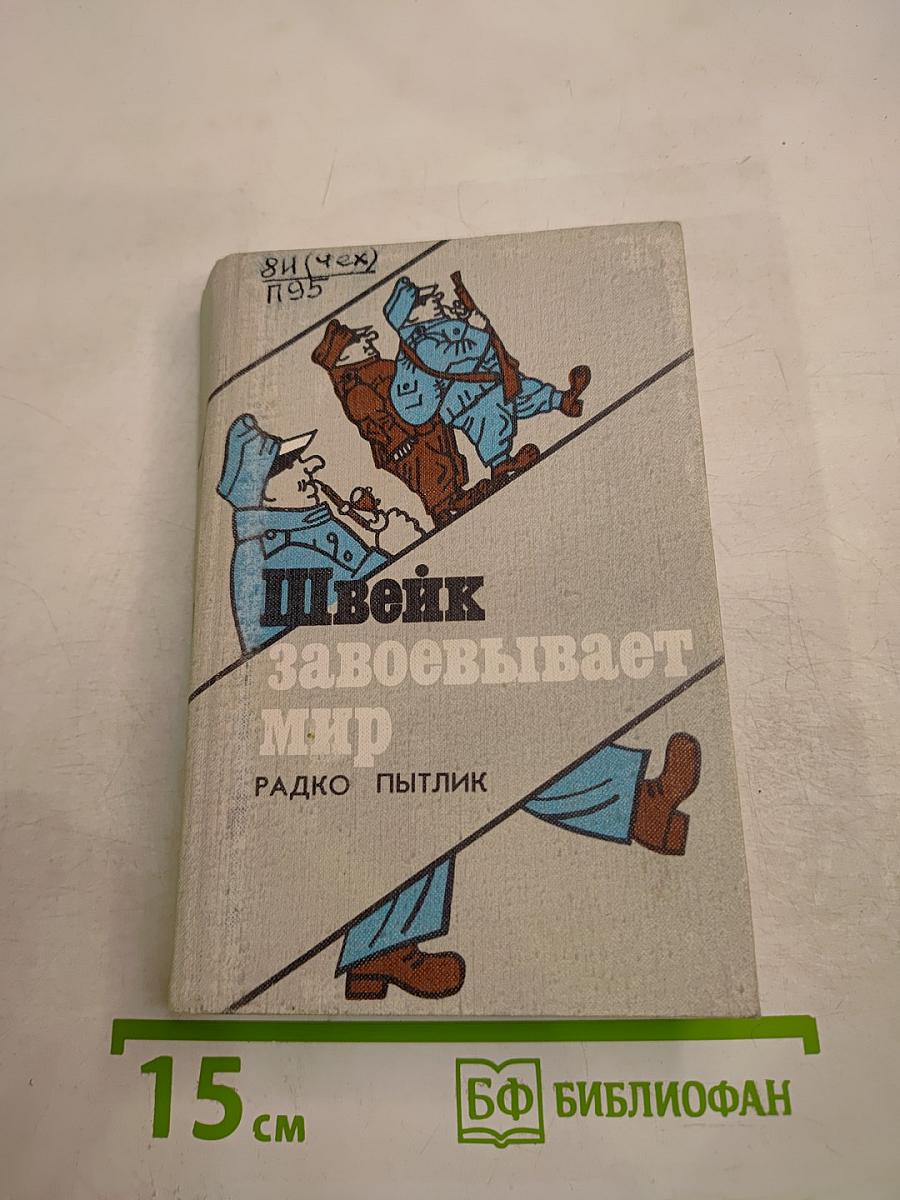 8И(чех)
П95
Швейк
завоевывает
мир
РАДКО ПЫТЛИК
15 см
БФ БИБЛИОФАН